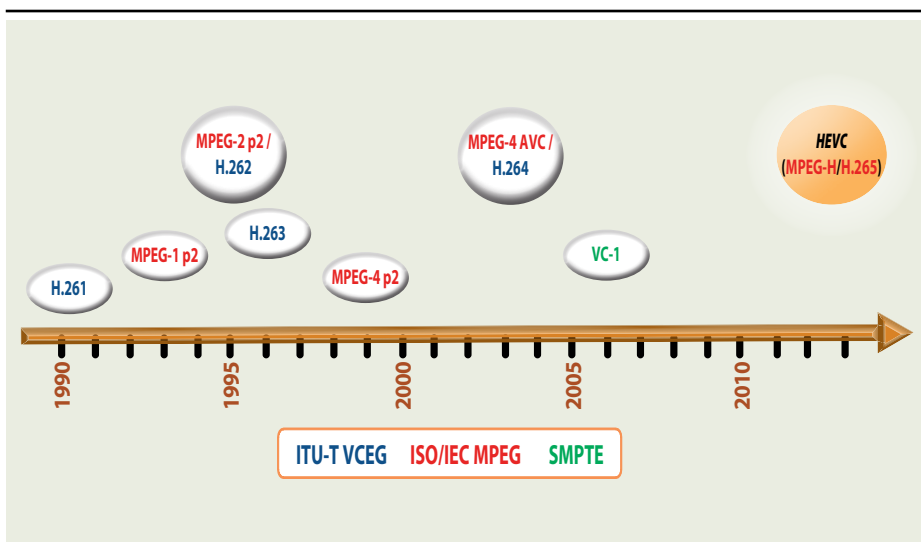 MPEG-2 p2 /
H.262
MPEG-4 AVC /
H.264
HEVC
(MPEG-H/H.265)
H.263
MPEG-1 p2
VC-1
MPEG-4 p2
H.261
1990
1995
2000
2005
2010
ITU-T VCEG ISO/IEC MPEG SMPTE